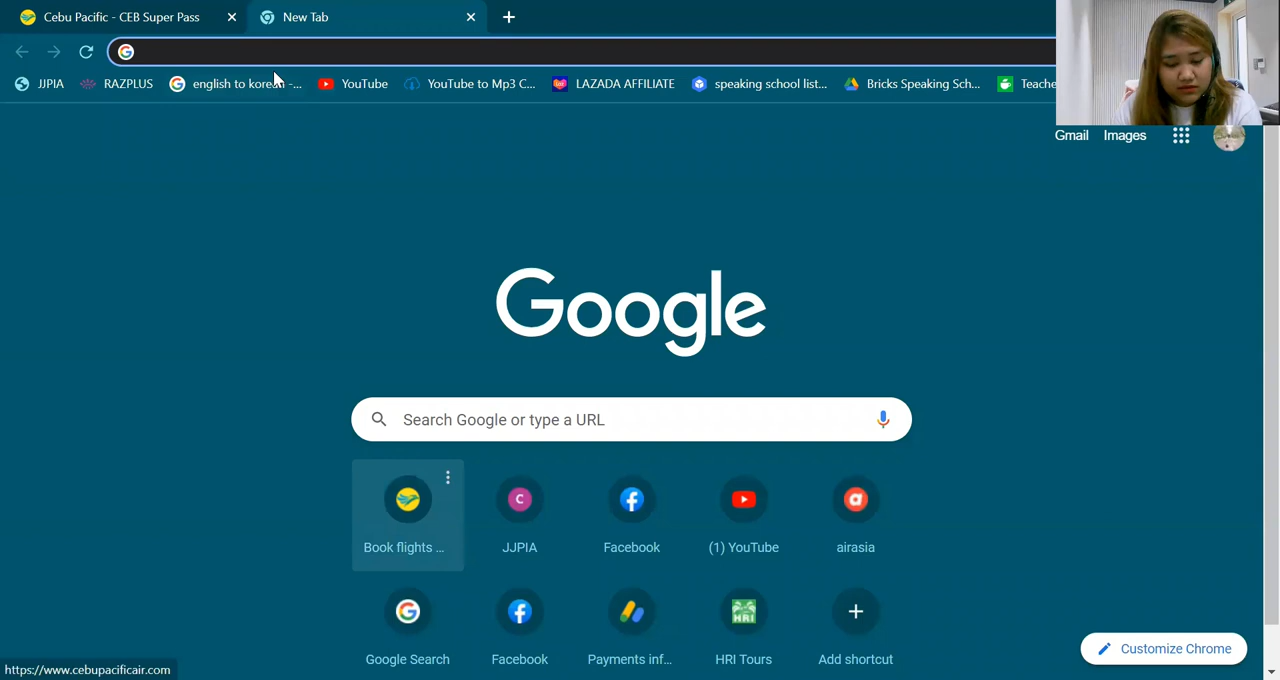 Cebu Pacific - CEB Super Pass
New Tab
JJPIA
RAZPLUS
english to korean -...
YouTube
YouTube to Mp3 C...
LAZADA AFFILIATE
speaking school list...
Bricks Speaking Sch...
Teache
Gmail
Images
Google
Search Google or type a URL
Book flights ...
C
JJPIA
Facebook
(1) YouTube
a
airasia
Google Search
Facebook
Payments inf...
HRI
HRI Tours
Add shortcut
Customize Chrome
https://www.cebupacificair.com